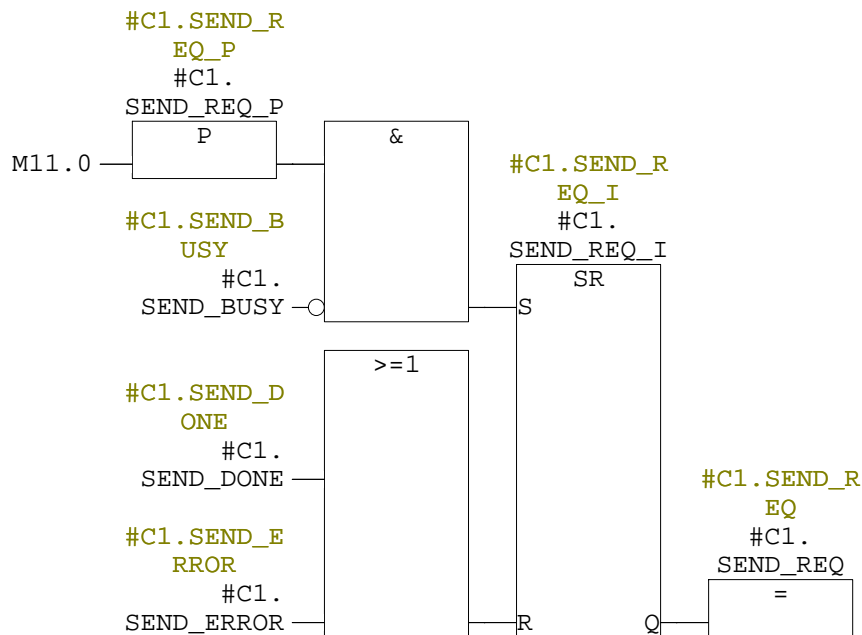 #C1.SEND_R
EQ_P
#C1.
SEND_REQ_P
P
M11.0
&
#C1.SEND_B
USY
#C1.
SEND_BUSY
#C1.SEND_R
EQ_I
#C1.
SEND_REQ_I
SR
S
>=1
#C1.SEND_D
ONE
#C1.
SEND_DONE
#C1.SEND_E
RROR
#C1.
SEND_ERROR
R
Q
#C1.SEND_R
EQ
#C1.
SEND_REQ
=